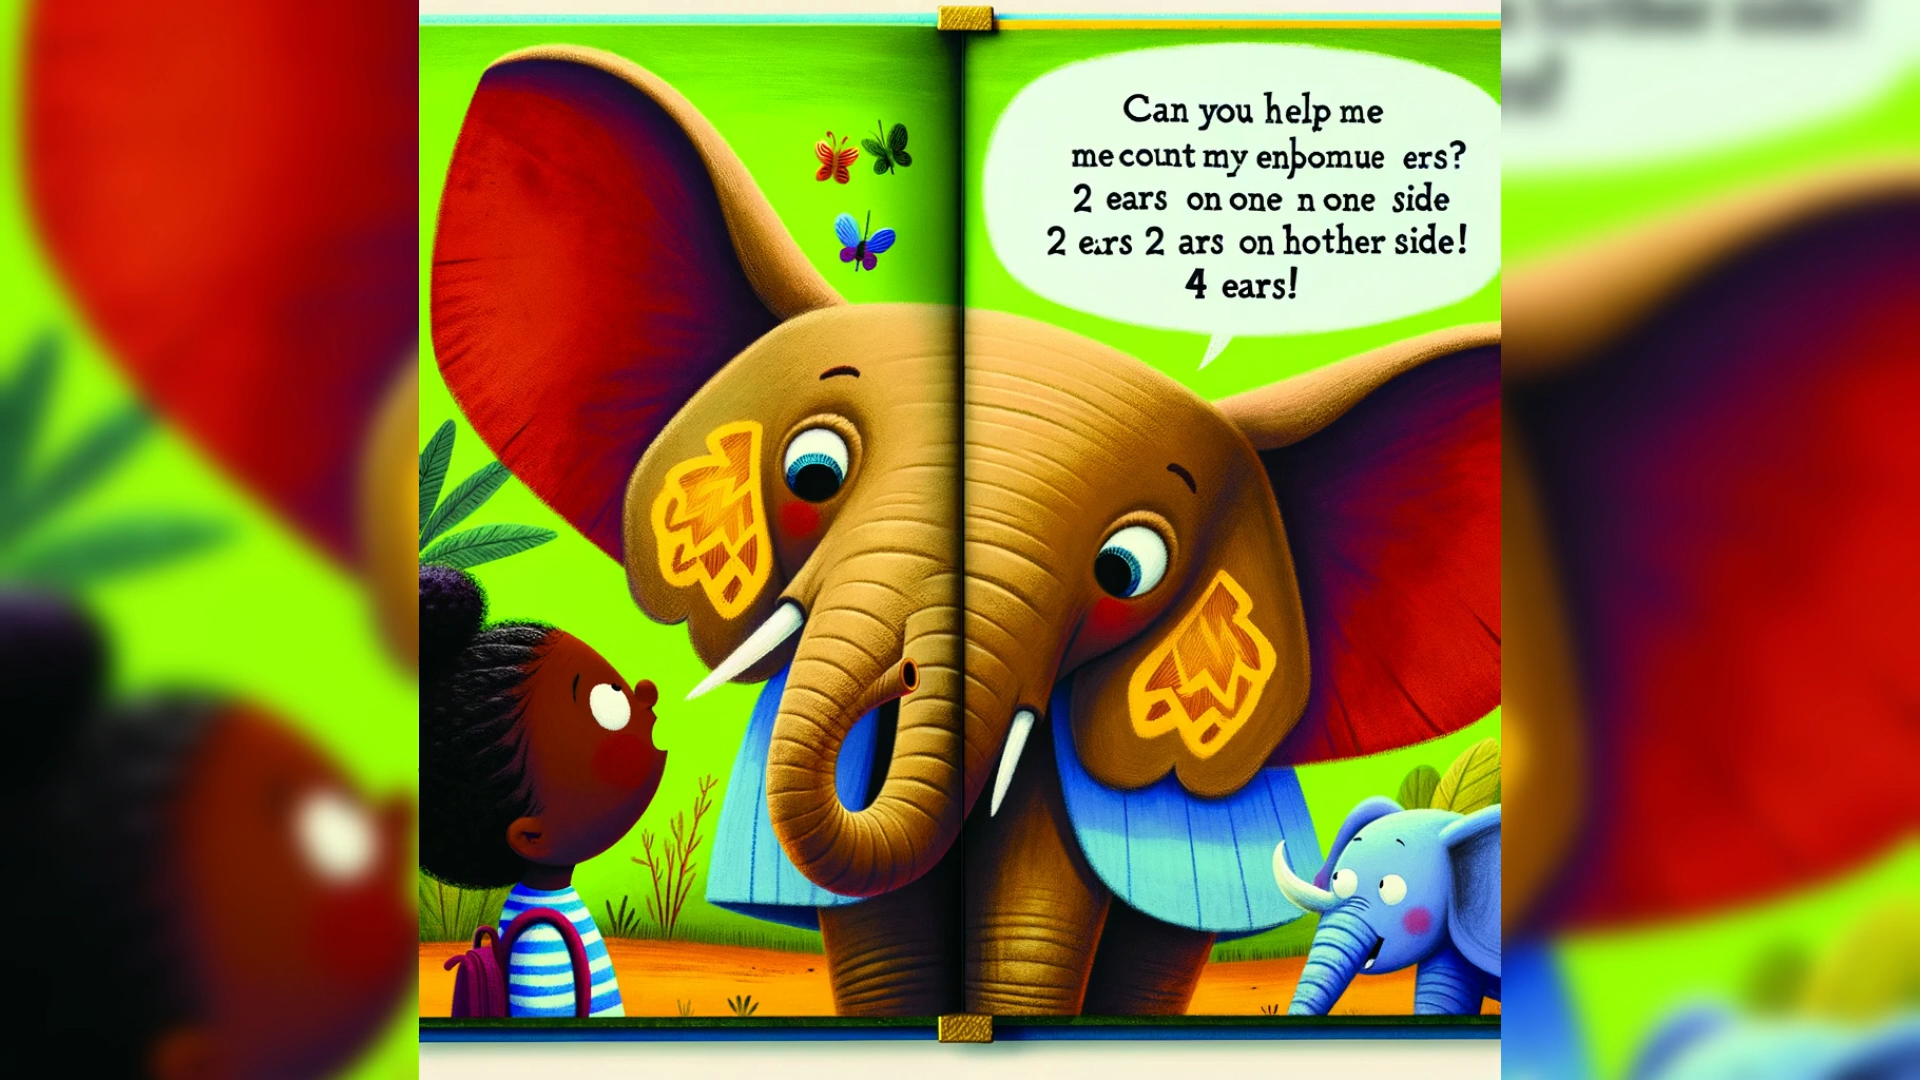 Can you help me
me count my enþomue ers?
2 ears on one n one side
2 ers 2 ars on hother side!
4 ears!